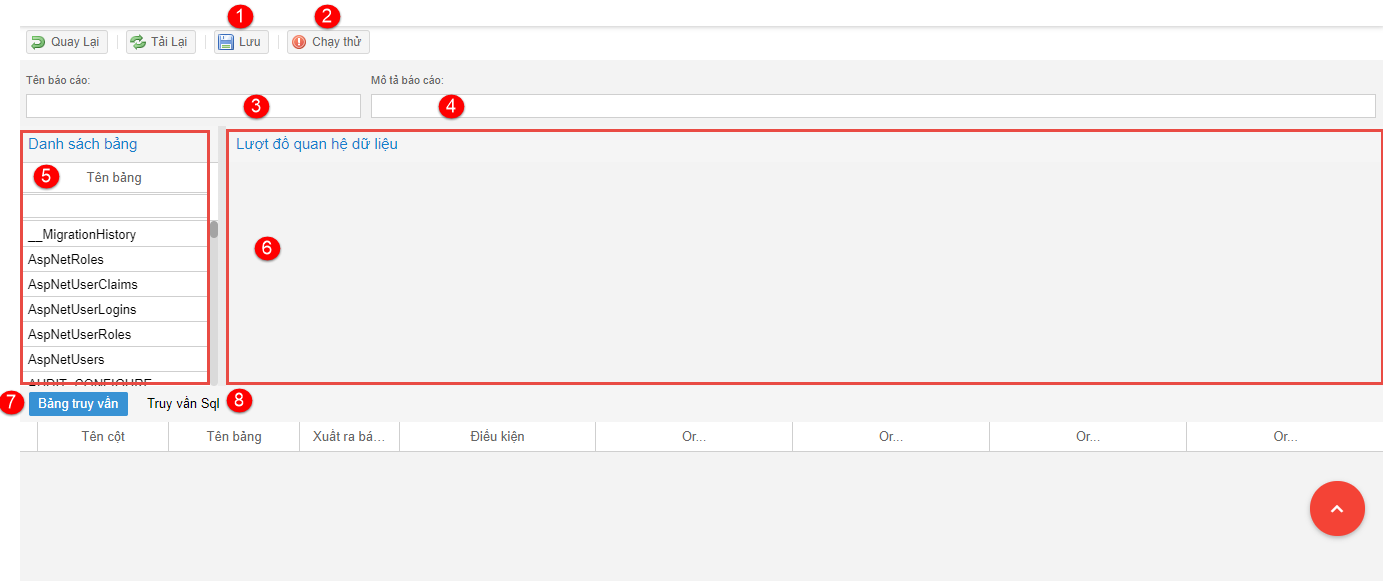 1 2
Quay Lại Tải Lại Lưu Chạy thử
Tên báo cáo: Mô tả báo cáo:
3 4
Danh sách bảng Lượt đồ quan hệ dữ liệu
5 Tên bảng
__MigrationHistory
6
AspNetRoles
AspNetUserClaims
AspNetUserLogins
AspNetUserRoles
AspNetUsers
AUDIT_CONFIGURE
7 Bảng truy vấn Truy vấn Sql 8
Tên cột Tên bảng Xuất ra bá... Điều kiện Or... Or... Or... Or...